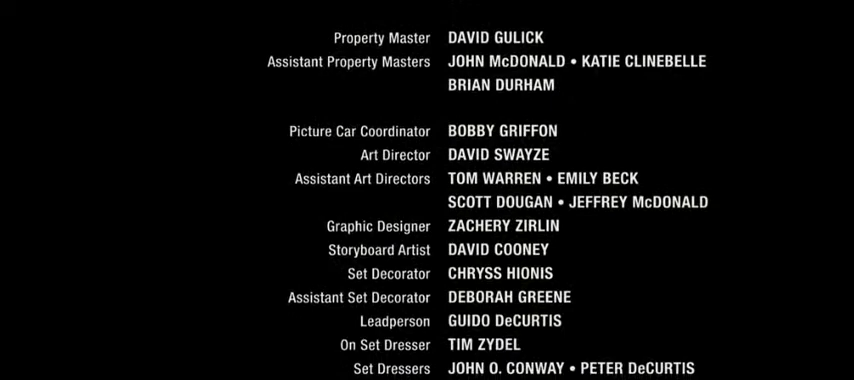 Property Master DAVID GULICK
Assistant Property Masters JOHN McDONALD • KATIE CLINEBELLE
BRIAN DURHAM
Picture Car Coordinator BOBBY GRIFFON
Art Director DAVID SWAYZE
Assistant Art Directors TOM WARREN • EMILY BECK
SCOTT DOUGAN • JEFFREY McDONALD
Graphic Designer ZACHERY ZIRLIN
Storyboard Artist DAVID COONEY
Set Decorator CHRYSS HIONIS
Assistant Set Decorator DEBORAH GREENE
Leadperson GUIDO DeCURTIS
On Set Dresser TIM ZYDEL
Set Dressers JOHN O. CONWAY • PETER DeCURTIS